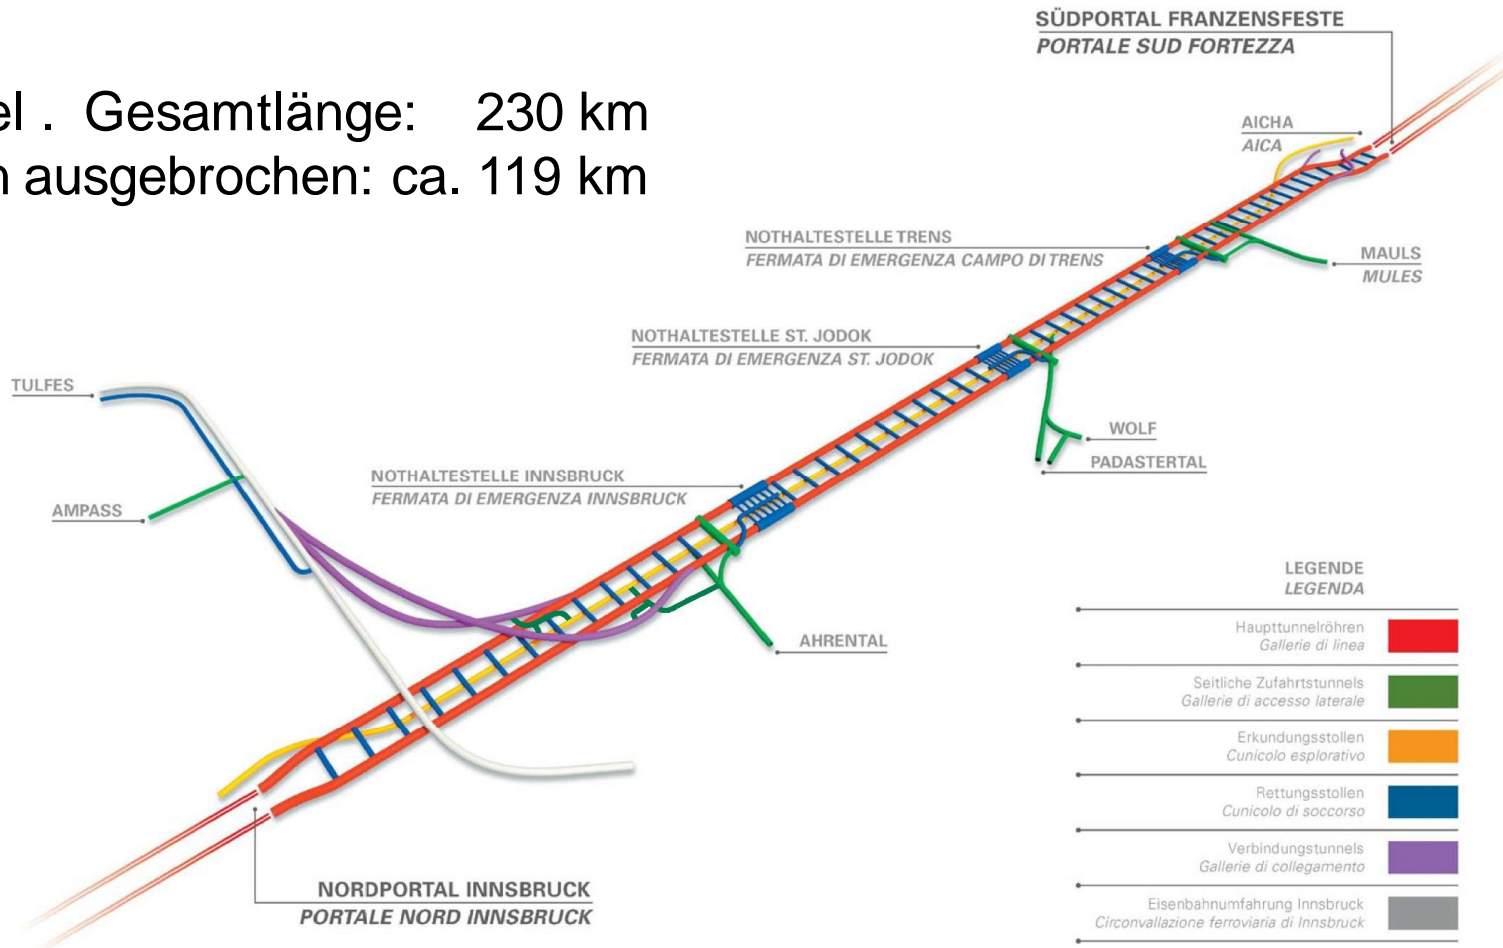 SÜDPORTAL FRANZENSFESTE
PORTALE SUD FORTEZZA
. Gesamtlänge: 230 km
ausgebrochen: ca. 119 km
AICHA
AICA
NOTHALTESTELLE TRENS
FERMATA DI EMERGENZA CAMPO DI TRENS
MAULS
MULES
NOTHALTESTELLE ST. JODOK
FERMATA DI EMERGENZA ST. JODOK
TULFES
WOLF
PADASTERTAL
NOTHALTESTELLE INNSBRUCK
FERMATA DI EMERGENZA INNSBRUCK
AMPASS
AHRENTAL
NORDPORTAL INNSBRUCK
PORTALE NORD INNSBRUCK
LEGENDE
LEGENDA
Haupttunnelröhren
Gallerie di linea
Seitliche Zufahrtstunnels
Gallerie di accesso laterale
Erkundungsstollen
Cunicolo esplorativo
Rettungsstollen
Cunicolo di soccorso
Verbindungstunnels
Gallerie di collegamento
Eisenbahnumfahrung Innsbruck
Circonvallazione ferroviaria di Innsbruck